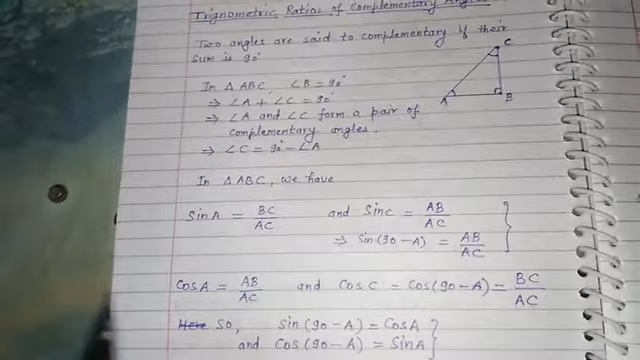 Trignometric Ratios of Complementary Angles
Two angles are said to complementary if their
sum is 90°
In △ ABC, ∠B = 90°
⇒ ∠A + ∠C = 90°
⇒ ∠A and ∠C form a pair of
complementary angles.
⇒ ∠C = 90° - ∠A
C
A
B
In △ ABC, we have
Sin A = BC/AC and Sin C = AB/AC
⇒ Sin (90 - A) = AB/AC
Cos A = AB/AC and Cos C = Cos (90 - A) = BC/AC
Here So, Sin (90 - A) = Cos A
and Cos (90 - A) = Sin A